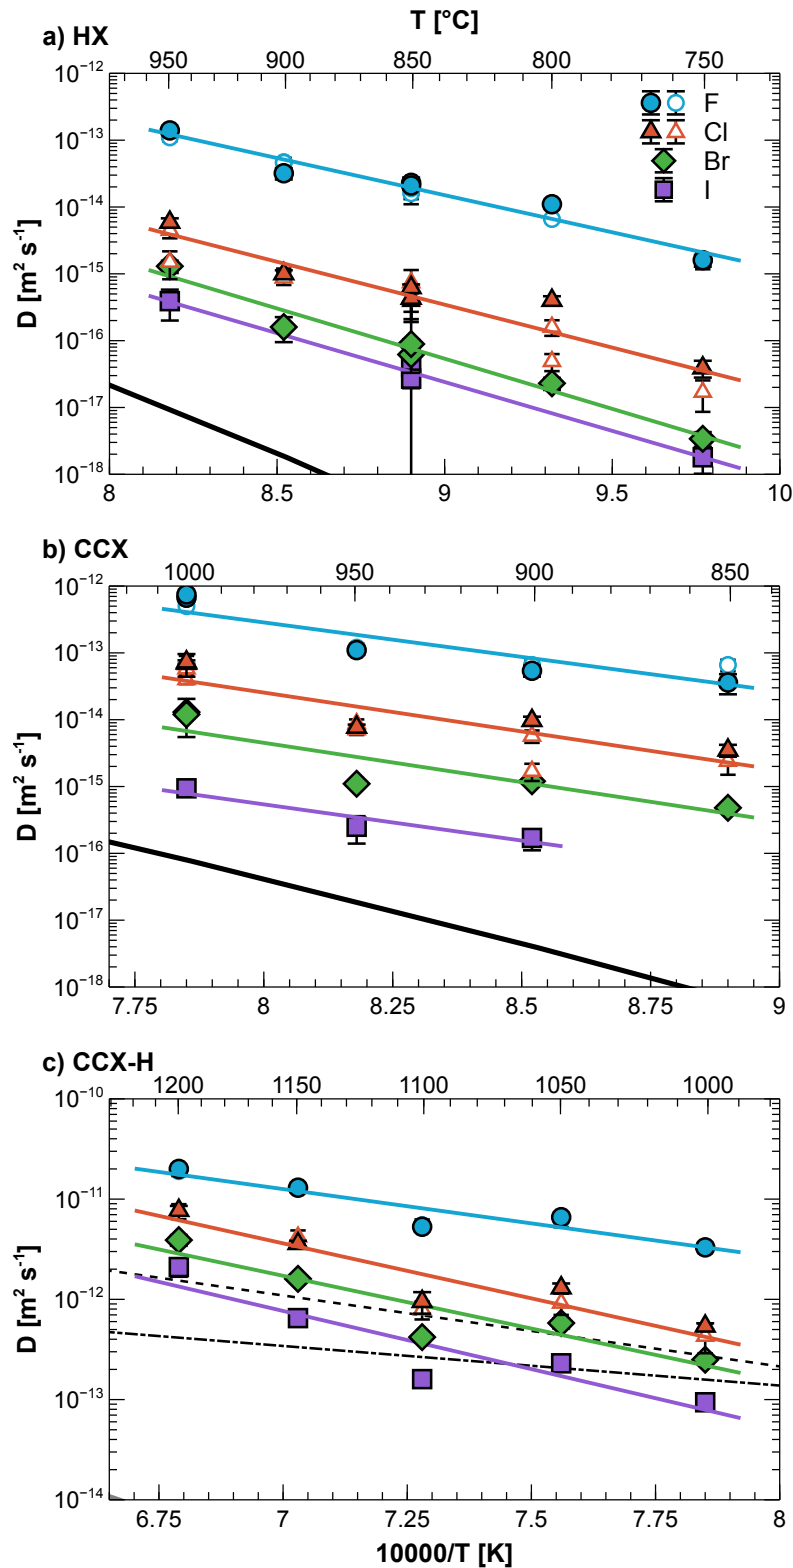 T [°C]
a) HX
950 900 850 800 750
10⁻¹²
F
Cl
Br
I
10⁻¹³
10⁻¹⁴
10⁻¹⁵
10⁻¹⁶
10⁻¹⁷
10⁻¹⁸
D [m² s⁻¹]
8 8.5 9 9.5 10
b) CCX
1000 950 900 850
10⁻¹²
10⁻¹³
10⁻¹⁴
10⁻¹⁵
10⁻¹⁶
10⁻¹⁷
10⁻¹⁸
D [m² s⁻¹]
7.75 8 8.25 8.5 8.75 9
c) CCX-H
1200 1150 1100 1050 1000
10⁻¹⁰
10⁻¹¹
10⁻¹²
10⁻¹³
10⁻¹⁴
D [m² s⁻¹]
6.75 7 7.25 7.5 7.75 8
10000/T [K]